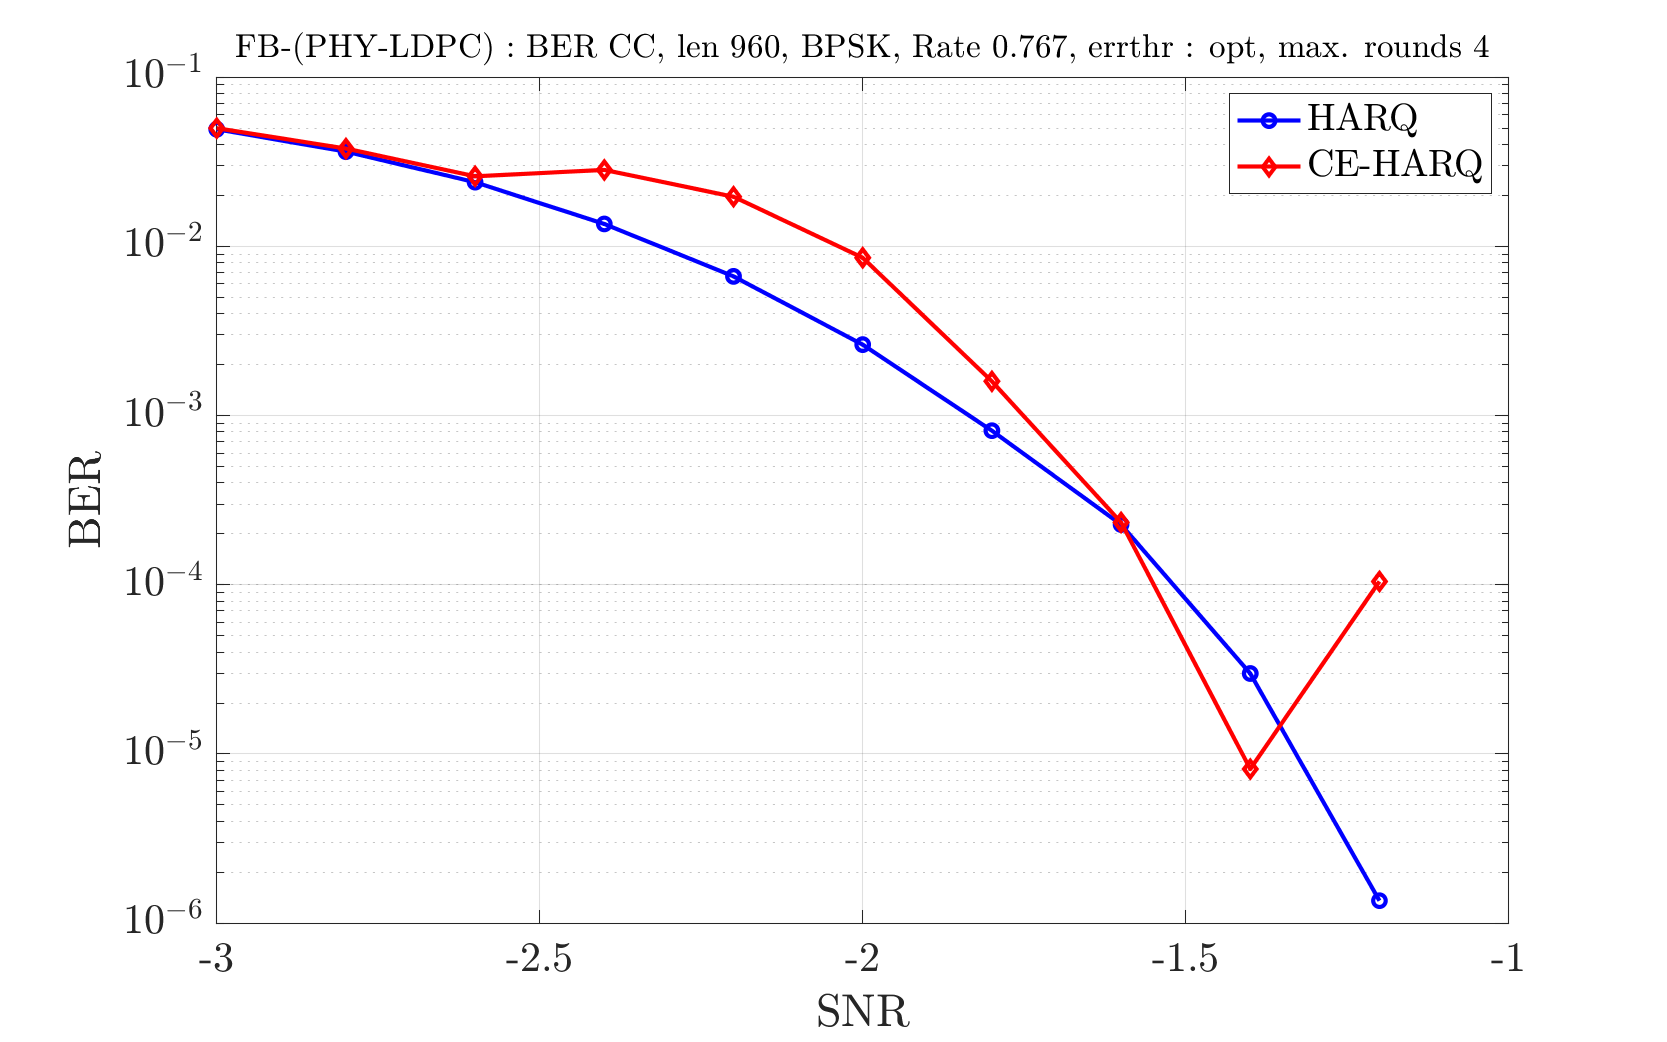 FB-(PHY-LDPC) : BER CC, len 960, BPSK, Rate 0.767, errthr : opt, max. rounds 4
HARQ
CE-HARQ
10⁻¹
10⁻²
10⁻³
10⁻⁴
10⁻⁵
10⁻⁶
BER
-3 -2.5 -2 -1.5 -1
SNR